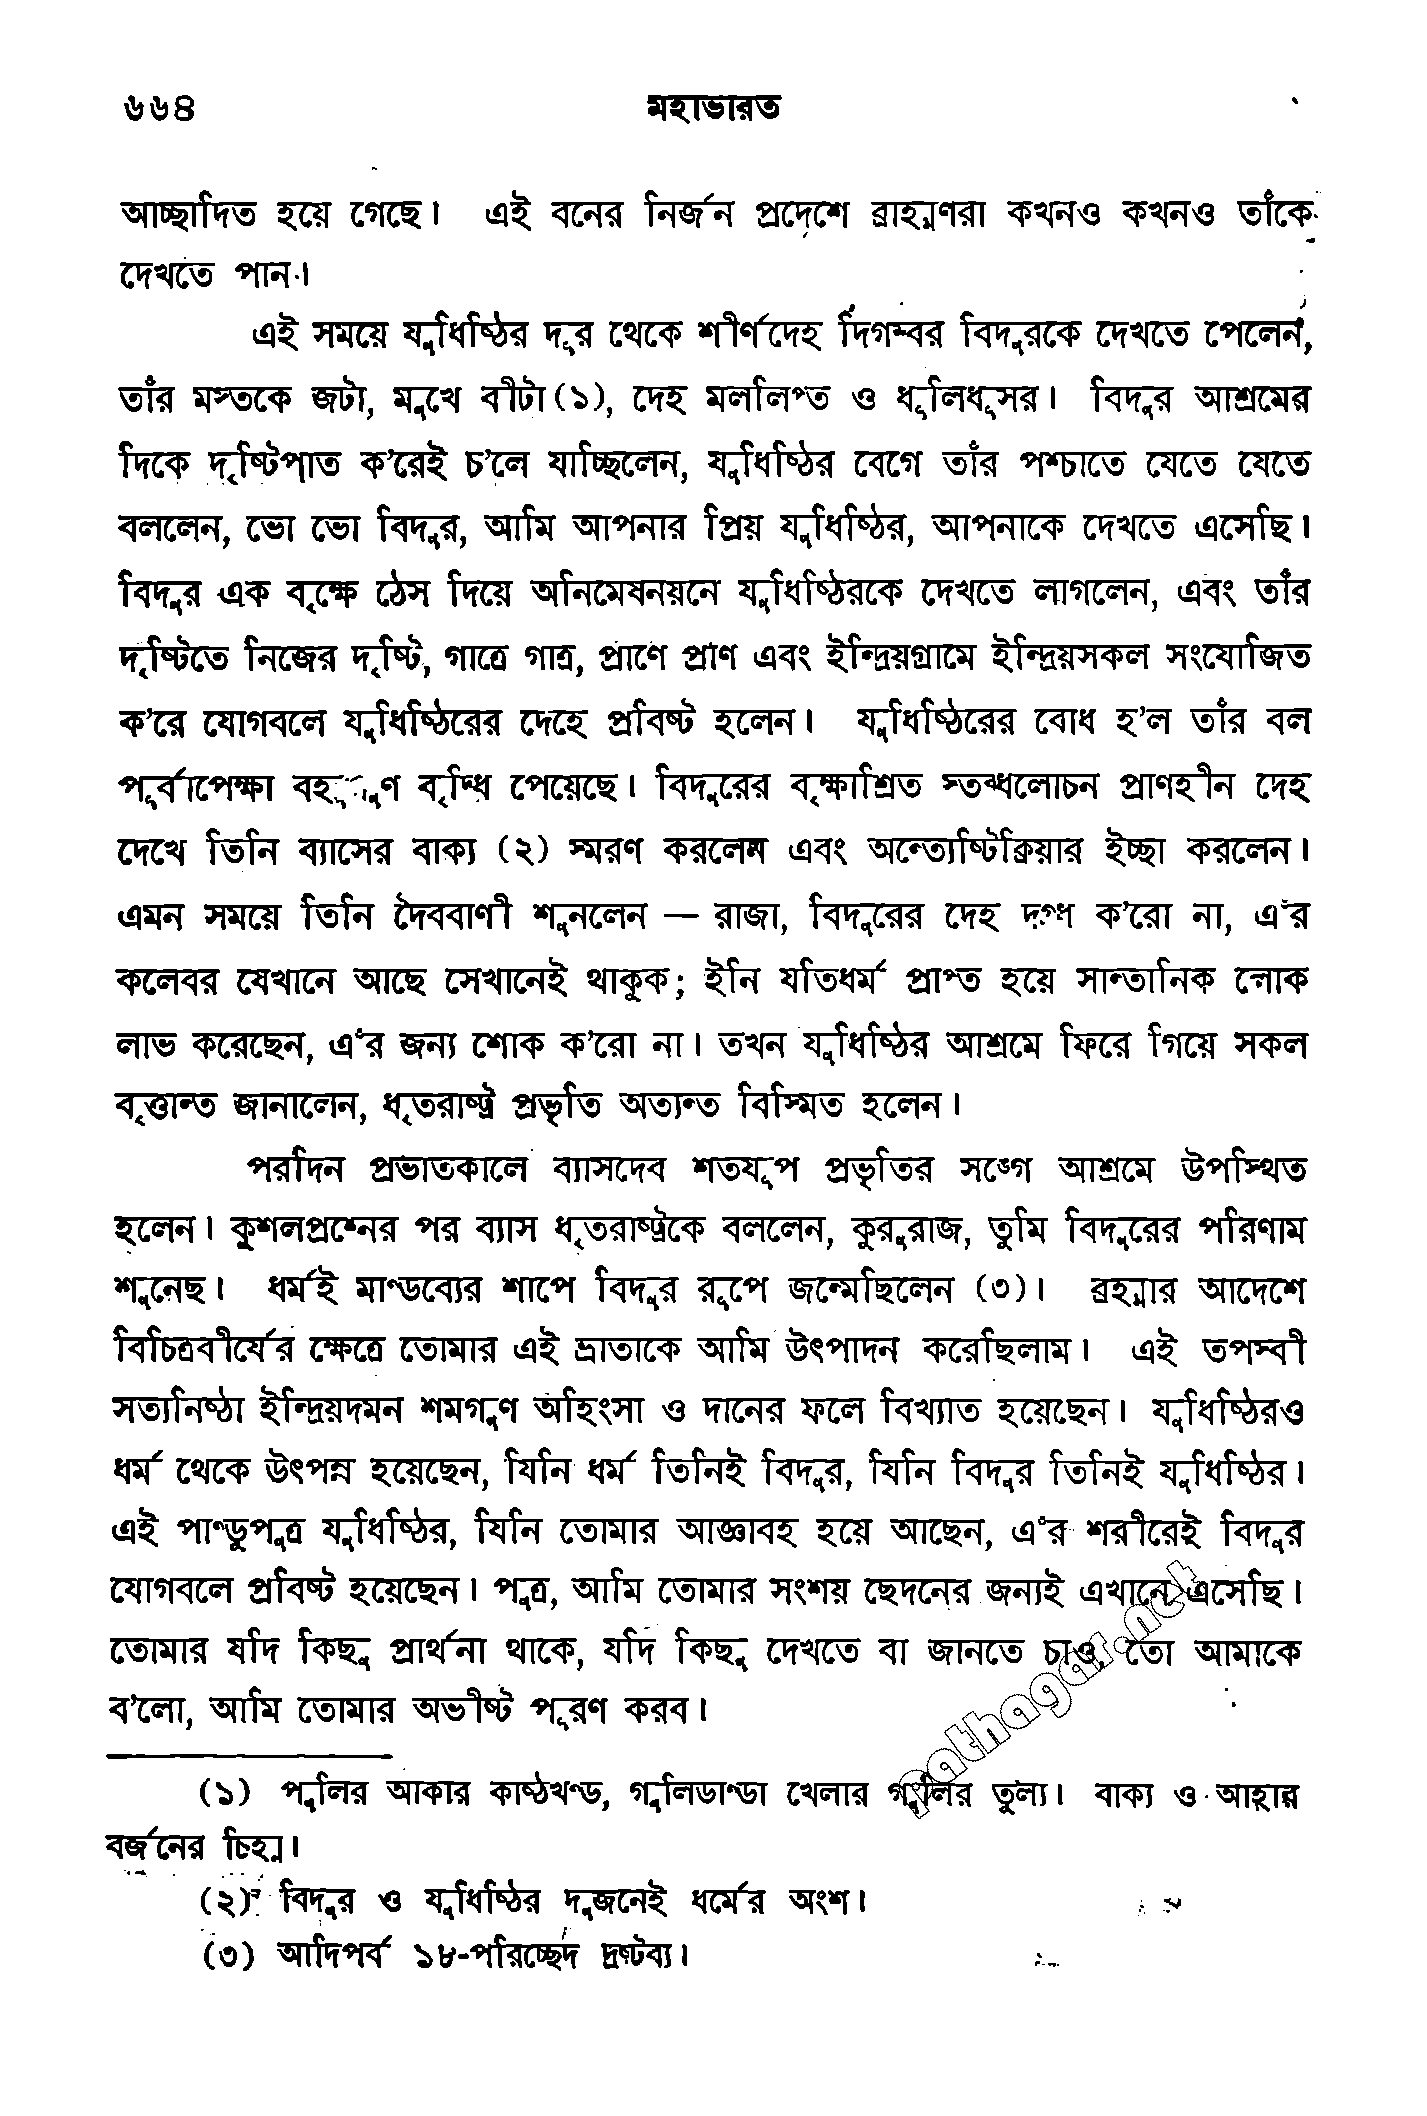 ৬৬৪ মহাভারত
আচ্ছাদিত হয়ে গেছে। এই বনের নির্জন প্রদেশে ব্রাহ্মণরা কখনও কখনও তাঁকে
দেখতে পান।
এই সময়ে যুধিষ্ঠির দূর থেকে শীর্ণদেহ দিগম্বর বিদুরকে দেখতে পেলেন,
তাঁর মস্তকে জটা, মুখে বীটা(১), দেহ মললিপ্ত ও ধূলিধূসর। বিদুর আশ্রমের
দিকে দৃষ্টিপাত ক’রেই চ’লে যাচ্ছিলেন, যুধিষ্ঠির বেগে তাঁর পশ্চাতে যেতে যেতে
বললেন, ভো ভো বিদুর, আমি আপনার প্রিয় যুধিষ্ঠির, আপনাকে দেখতে এসেছি।
বিদুর এক বৃক্ষে ঠেস দিয়ে অনিমেষনয়নে যুধিষ্ঠিরকে দেখতে লাগলেন, এবং তাঁর
দৃষ্টিতে নিজের দৃষ্টি, গাত্রে গাত্র, প্রাণে প্রাণ এবং ইন্দ্রিয়গ্রামে ইন্দ্রিয়সকল সংযোজিত
ক’রে যোগবলে যুধিষ্ঠিরের দেহে প্রবিষ্ট হলেন। যুধিষ্ঠিরের বোধ হ’ল তাঁর বল
পূর্বাপেক্ষা বহুগুণ বৃদ্ধি পেয়েছে। বিদুরের বৃক্ষাশ্রিত স্তব্ধলোচন প্রাণহীন দেহ
দেখে তিনি ব্যাসের বাক্য (২) স্মরণ করলেন এবং অন্ত্যেষ্টিক্রিয়ার ইচ্ছা করলেন।
এমন সময়ে তিনি দৈববাণী শুনলেন — রাজা, বিদুরের দেহ দগ্ধ ক’রো না, এঁর
কলেবর যেখানে আছে সেখানেই থাকুক; ইনি যতিধর্ম প্রাপ্ত হয়ে সান্তানিক লোক
লাভ করেছেন, এঁর জন্য শোক ক’রো না। তখন যুধিষ্ঠির আশ্রমে ফিরে গিয়ে সকল
বৃত্তান্ত জানালেন, ধৃতরাষ্ট্র প্রভৃতি অত্যন্ত বিস্মিত হলেন।
পরদিন প্রভাতকালে ব্যাসদেব শতযূপ প্রভৃতির সঙ্গে আশ্রমে উপস্থিত
হলেন। কুশলপ্রশ্নের পর ব্যাস ধৃতরাষ্ট্রকে বললেন, কুরুরাজ, তুমি বিদুরের পরিণাম
শুনেছ। ধর্মই মাণ্ডব্যের শাপে বিদুর রূপে জন্মেছিলেন (৩)। ব্রহ্মার আদেশে
বিচিত্রবীর্যের ক্ষেত্রে তোমার এই ভ্রাতাকে আমি উৎপাদন করেছিলাম। এই তপস্বী
সত্যনিষ্ঠা ইন্দ্রিয়দমন শমগুণ অহিংসা ও দানের ফলে বিখ্যাত হয়েছেন। যুধিষ্ঠিরও
ধর্ম থেকে উৎপন্ন হয়েছেন, যিনি ধর্ম তিনিই বিদুর, যিনি বিদুর তিনিই যুধিষ্ঠির।
এই পাণ্ডুপুত্র যুধিষ্ঠির, যিনি তোমার আজ্ঞাবহ হয়ে আছেন, এঁর শরীরেই বিদুর
যোগবলে প্রবিষ্ট হয়েছেন। পুত্র, আমি তোমার সংশয় ছেদনের জন্যই এখানে এসেছি।
তোমার যদি কিছু প্রার্থনা থাকে, যদি কিছু দেখতে বা জানতে চাও, তো আমাকে
ব’লো, আমি তোমার অভীষ্ট পূরণ করব।
(১) পুলির আকার কাষ্ঠখণ্ড, গুলিডাণ্ডা খেলার গুলির তুল্য। বাক্য ও আহার
বর্জনের চিহ্ন।
(২) বিদুর ও যুধিষ্ঠির দুজনেই ধর্মের অংশ।
(৩) আদিপর্ব ১৮-পরিচ্ছেদ দ্রষ্টব্য।
pathagar.net